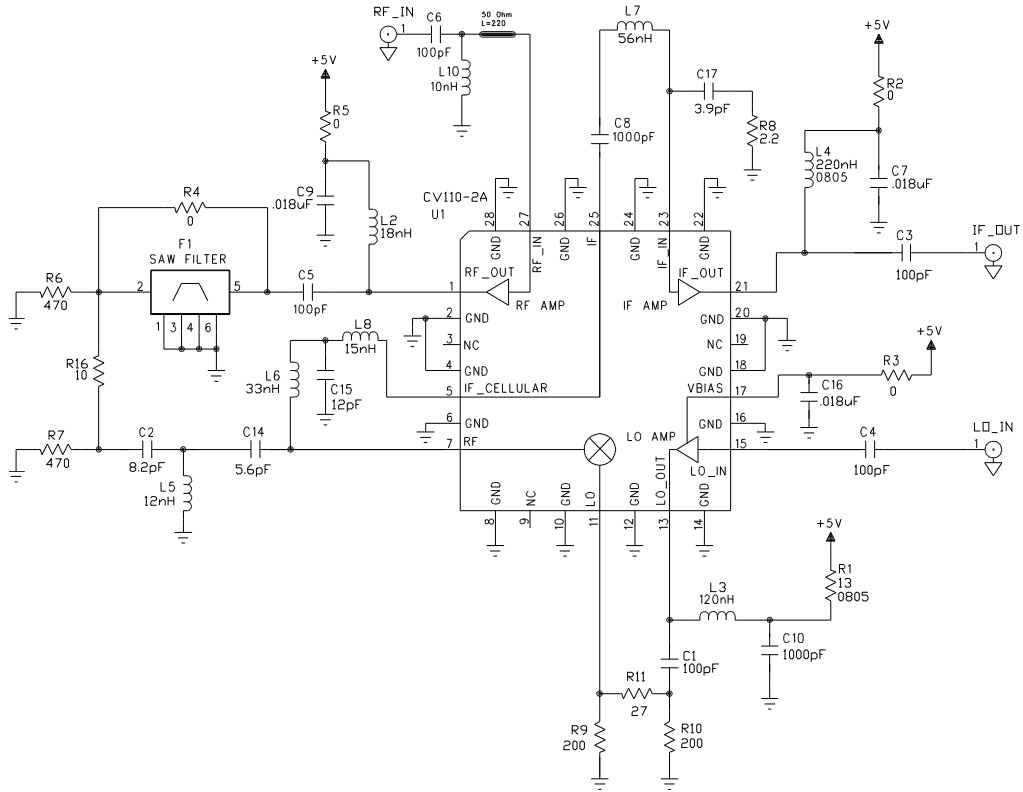 RF_IN
1
C6
100pF
50 Ohm
L=220
L10
10nH
L7
56nH
C17
3.9pF
R8
2.2
C8
1000pF
+5V
R2
0
L4
220nH
0805
C7
.018uF
C3
100pF
IF_OUT
1
+5V
R5
0
C9
.018uF
L2
18nH
R4
0
F1
SAW FILTER
2
5
1
3
4
6
R6
470
C5
100pF
R16
10
R7
470
C2
8.2pF
L5
12nH
C14
5.6pF
L6
33nH
C15
12pF
L8
15nH
CV110-2A
U1
28
27
26
25
24
23
22
GND
RF_IN
GND
IF
GND
IF_IN
GND
RF_OUT
RF AMP
IF_OUT
IF AMP
1
2
GND
3
NC
4
GND
5
IF_CELLULAR
6
GND
7
RF
21
20
GND
19
NC
18
GND
17
VBIAS
16
GND
15
LO_IN
LO AMP
LO_OUT
GND
NC
GND
LO
GND
GND
8
9
10
11
12
13
14
+5V
R3
0
C16
.018uF
C4
100pF
LO_IN
1
+5V
R1
13
0805
L3
120nH
C10
1000pF
C1
100pF
R11
27
R9
200
R10
200